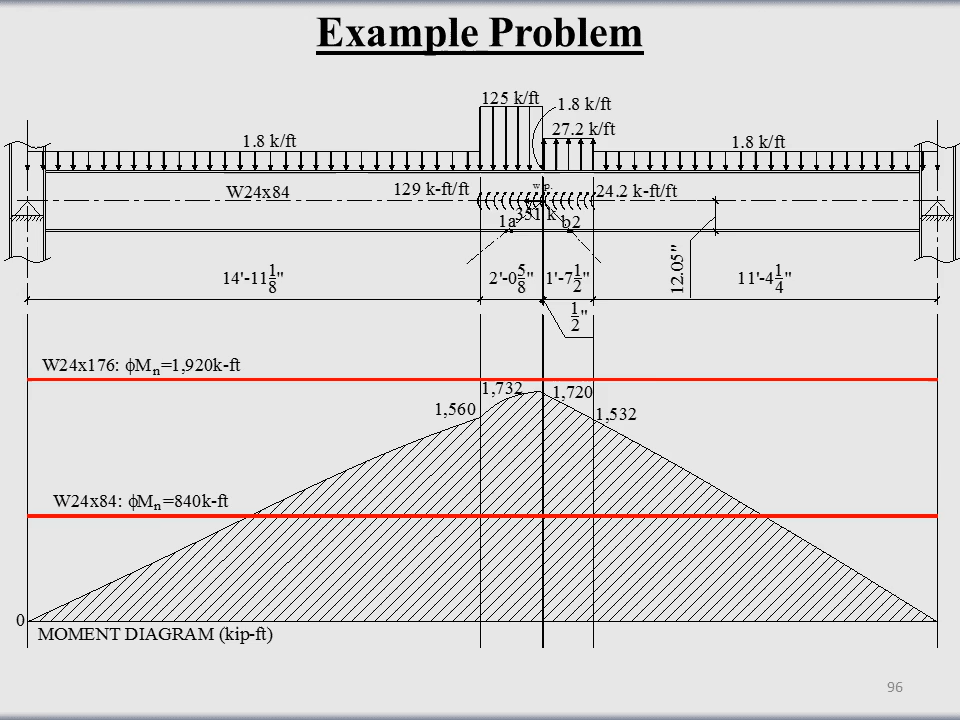 Example Problem
125 k/ft
1.8 k/ft
27.2 k/ft
1.8 k/ft
1.8 k/ft
W24x84
129 k-ft/ft
w.p.
24.2 k-ft/ft
351 k
1a
b2
12.05"
14'-11 1/8"
2'-0 5/8"
1'-7 1/2"
11'-4 1/4"
1/2"
W24x176: ϕMn=1,920k-ft
1,732
1,720
1,560
1,532
W24x84: ϕMn=840k-ft
0
MOMENT DIAGRAM (kip-ft)
96